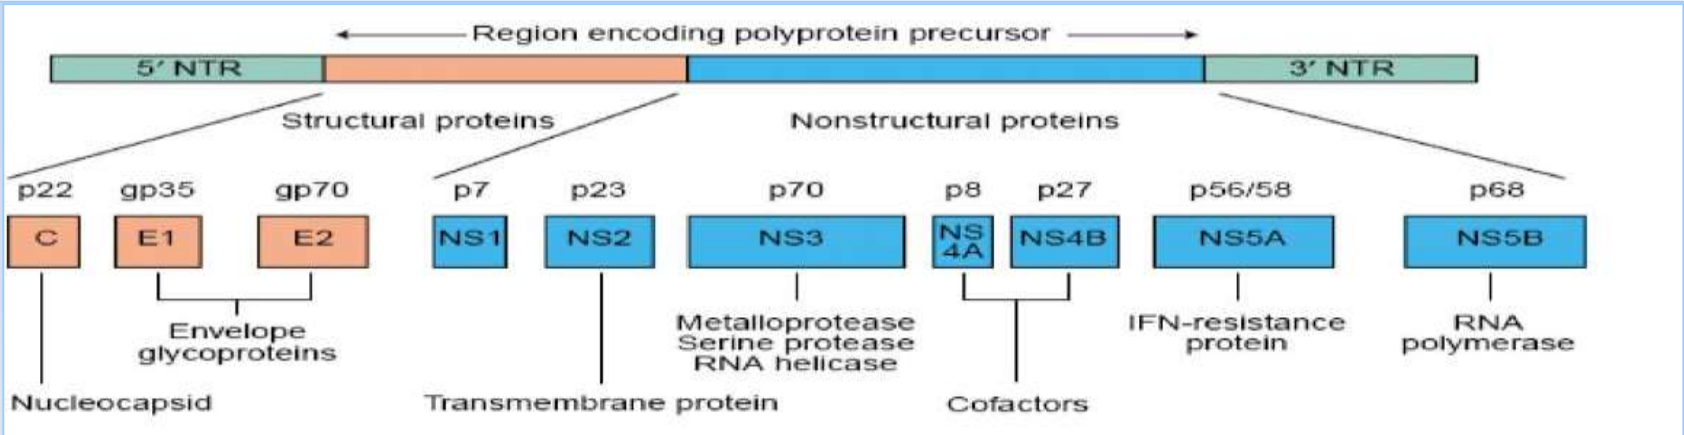 Region encoding polyprotein precursor
5′ NTR
3′ NTR
Structural proteins
Nonstructural proteins
p22 gp35 gp70 p7 p23 p70 p8 p27 p56/58 p68
C E1 E2 NS1 NS2 NS3 NS 4A NS4B NS5A NS5B
Envelope
glycoproteins
Metalloprotease
Serine protease
RNA helicase
IFN-resistance
protein
RNA
polymerase
Nucleocapsid
Transmembrane protein
Cofactors